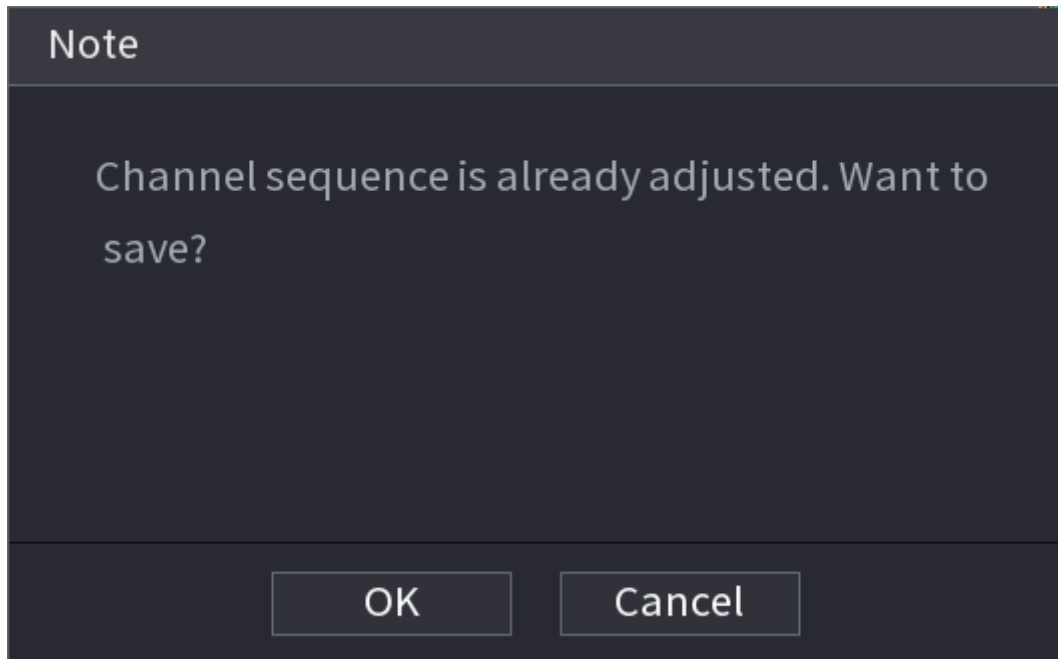 Note
Channel sequence is already adjusted. Want to
save?
OK
Cancel